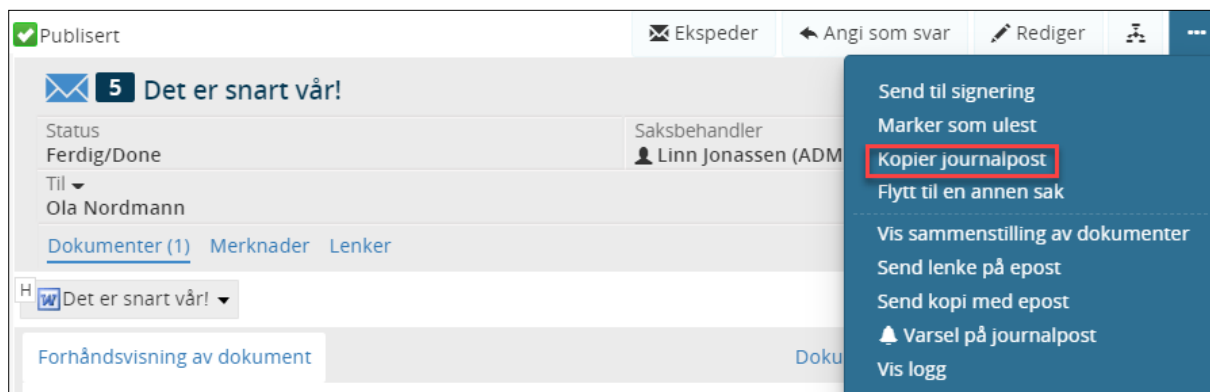 Publisert
Ekspeder
Angi som svar
Rediger
5 Det er snart vår!
Status
Ferdig/Done
Saksbehandler
Linn Jonassen (ADM
Til
Ola Nordmann
Dokumenter (1) Merknader Lenker
H
W Det er snart vår!
Forhåndsvisning av dokument
Doku
Send til signering
Marker som ulest
Kopier journalpost
Flytt til en annen sak
Vis sammenstilling av dokumenter
Send lenke på epost
Send kopi med epost
Varsel på journalpost
Vis logg